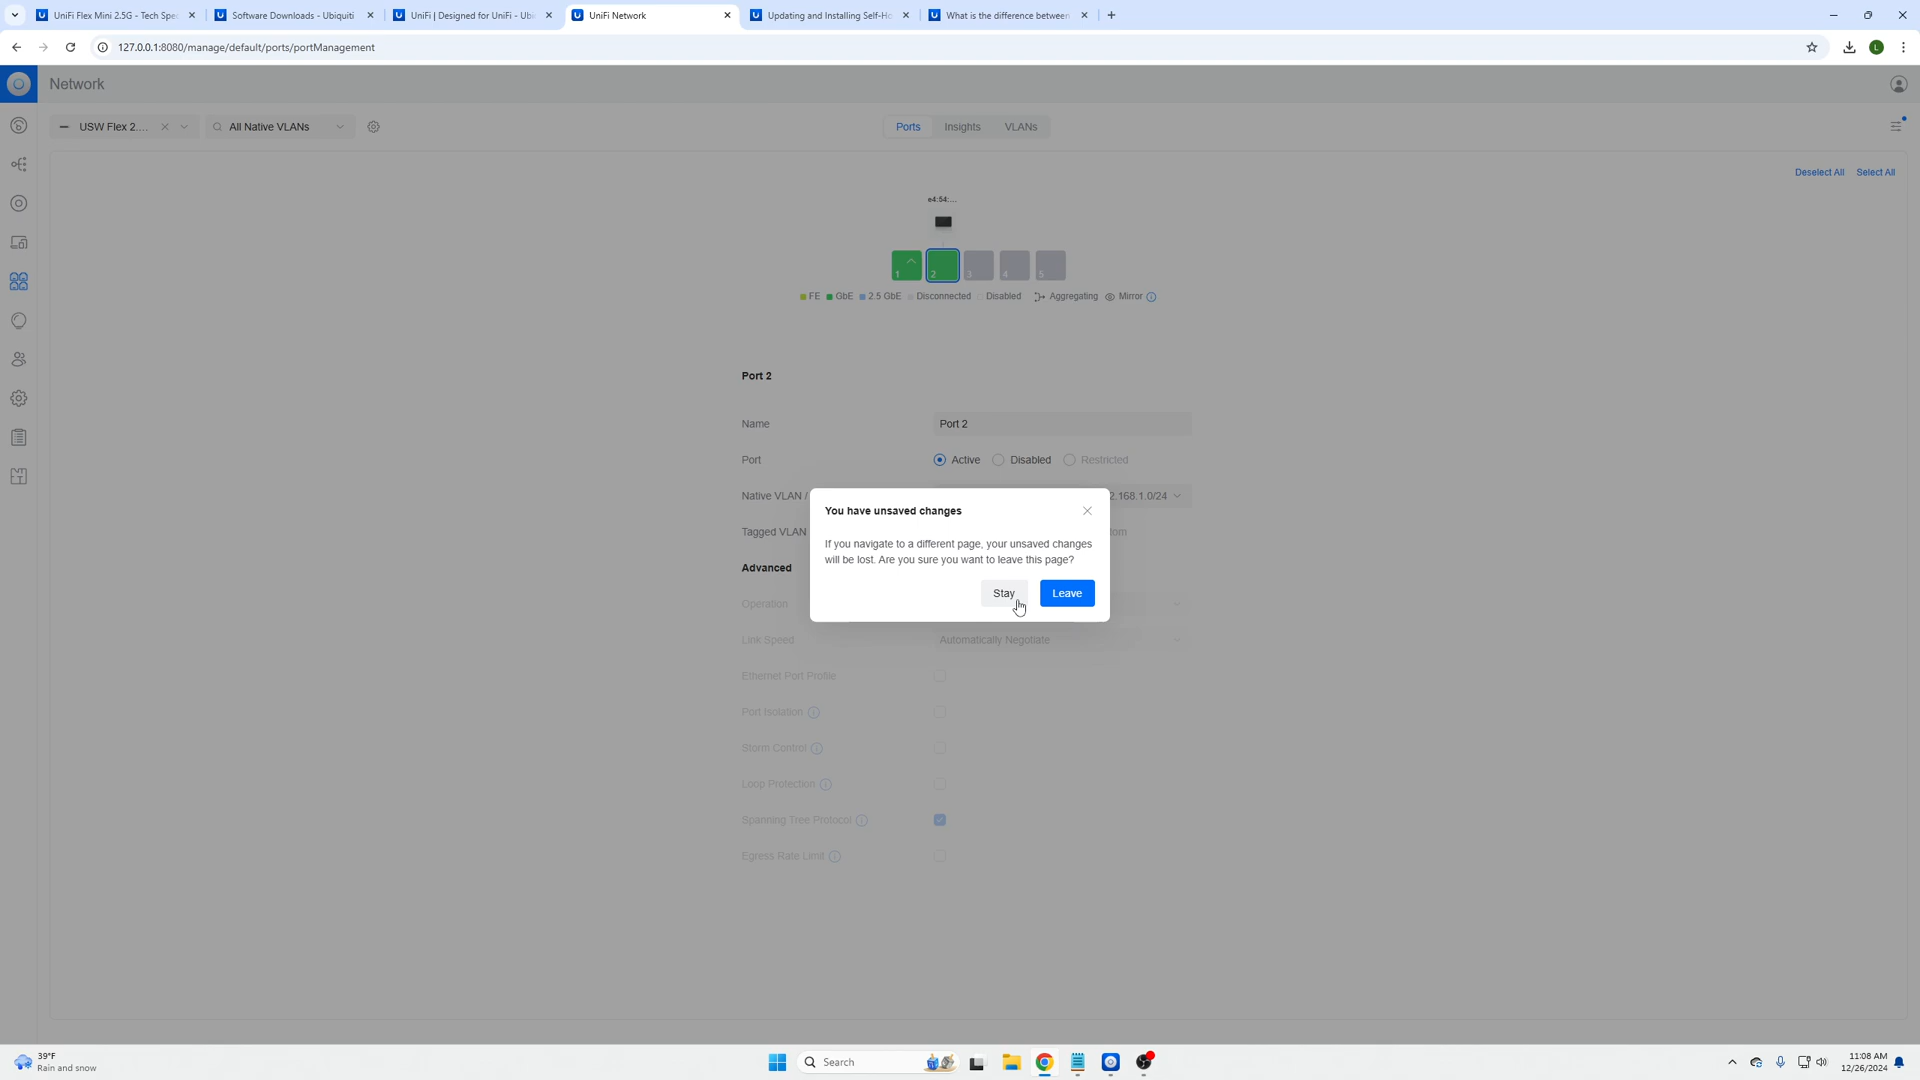 UniFi Flex Mini 2.5G - Tech Spe
Software Downloads - Ubiquiti
UniFi | Designed for UniFi - Ubi
UniFi Network
Updating and Installing Self-Ho
What is the difference between
127.0.0.1:8080/manage/default/ports/portManagement
L
Network
USW Flex 2....
All Native VLANs
Ports
Insights
VLANs
Deselect All
Select All
e4:54:...
1
2
3
4
5
FE
GbE
2.5 GbE
Disconnected
Disabled
Aggregating
Mirror
Port 2
Name
Port 2
Port
Active
Disabled
Restricted
Native VLAN /
2.168.1.0/24
Tagged VLAN
tom
You have unsaved changes
If you navigate to a different page, your unsaved changes
will be lost. Are you sure you want to leave this page?
Stay
Leave
Advanced
Operation
Link Speed
Automatically Negotiate
Ethernet Port Profile
Port Isolation
Storm Control
Loop Protection
Spanning Tree Protocol
Egress Rate Limit
39°F
Rain and snow
Search
11:08 AM
12/26/2024